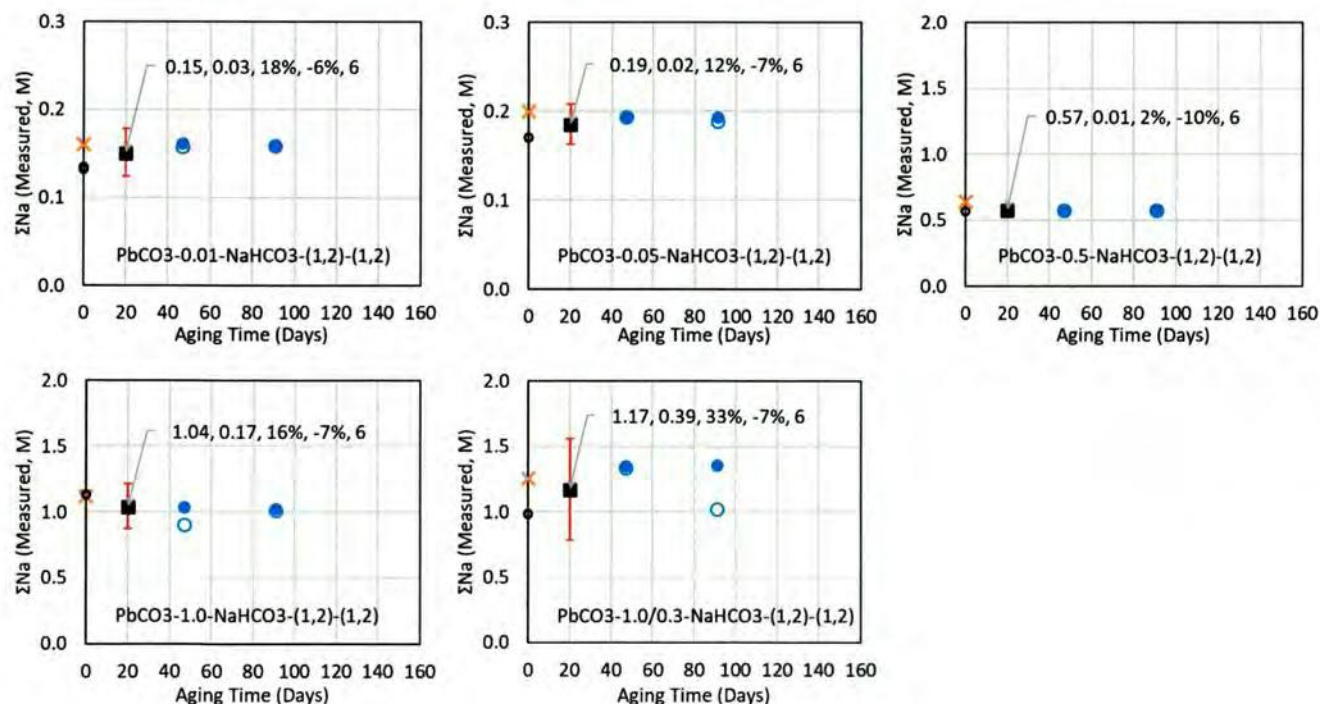 0.3
0.2
0.1
0.0
ΣNa (Measured, M)
0.15, 0.03, 18%, -6%, 6
PbCO3-0.01-NaHCO3-(1,2)-(1,2)
0 20 40 60 80 100 120 140 160
Aging Time (Days)
0.3
0.2
0.1
0.0
ΣNa (Measured, M)
0.19, 0.02, 12%, -7%, 6
PbCO3-0.05-NaHCO3-(1,2)-(1,2)
0 20 40 60 80 100 120 140 160
Aging Time (Days)
2.0
1.5
1.0
0.5
0.0
ΣNa (Measured, M)
0.57, 0.01, 2%, -10%, 6
PbCO3-0.5-NaHCO3-(1,2)-(1,2)
0 20 40 60 80 100 120 140 160
Aging Time (Days)
2.0
1.5
1.0
0.5
0.0
ΣNa (Measured, M)
1.04, 0.17, 16%, -7%, 6
PbCO3-1.0-NaHCO3-(1,2)-(1,2)
0 20 40 60 80 100 120 140 160
Aging Time (Days)
2.0
1.5
1.0
0.5
0.0
ΣNa (Measured, M)
1.17, 0.39, 33%, -7%, 6
PbCO3-1.0/0.3-NaHCO3-(1,2)-(1,2)
0 20 40 60 80 100 120 140 160
Aging Time (Days)